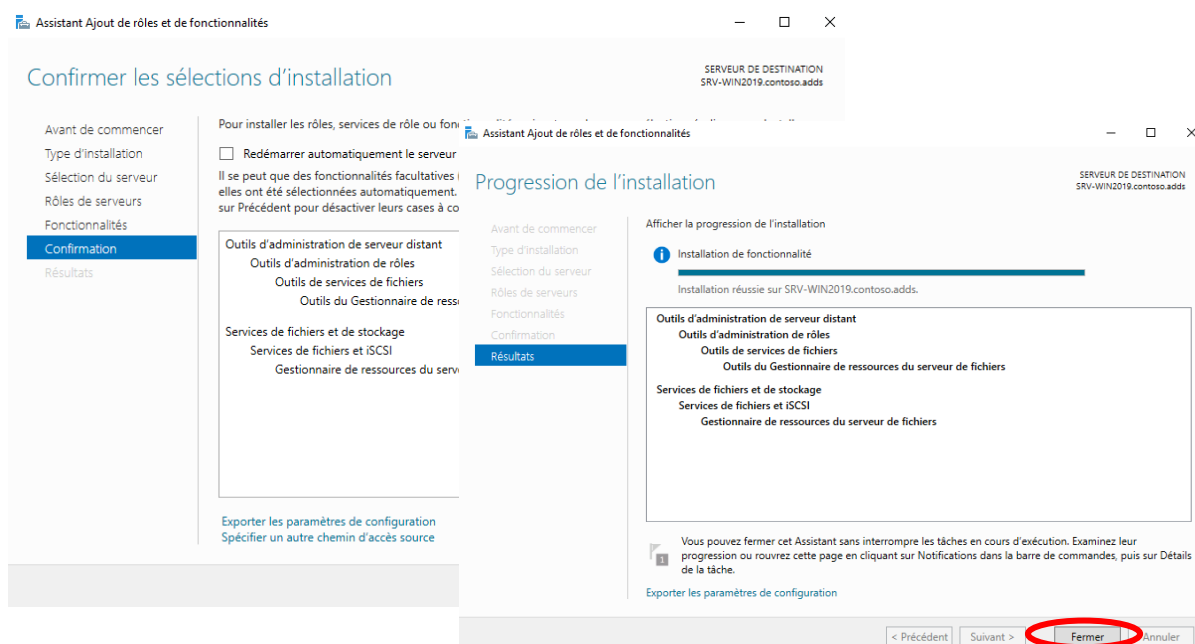 Assistant Ajout de rôles et de fonctionnalités
Confirmer les sélections d'installation
SERVEUR DE DESTINATION
SRV-WIN2019.contoso.adds
Avant de commencer
Type d'installation
Sélection du serveur
Rôles de serveurs
Fonctionnalités
Confirmation
Résultats
Pour installer les rôles, services de rôle ou
Redémarrer automatiquement le serveur
Il se peut que des fonctionnalités facultatives
elles ont été sélectionnées automatiquement.
sur Précédent pour désactiver leurs cases à
Outils d'administration de serveur distant
Outils d'administration de rôles
Outils de services de fichiers
Outils du Gestionnaire de
Services de fichiers et de stockage
Services de fichiers et iSCSI
Gestionnaire de ressources du
Exporter les paramètres de configuration
Spécifier un autre chemin d'accès source
Assistant Ajout de rôles et de fonctionnalités
Progression de l'installation
SERVEUR DE DESTINATION
SRV-WIN2019.contoso.adds
Avant de commencer
Type d'installation
Sélection du serveur
Rôles de serveurs
Fonctionnalités
Confirmation
Résultats
Afficher la progression de l'installation
Installation de fonctionnalité
Installation réussie sur SRV-WIN2019.contoso.adds.
Outils d'administration de serveur distant
Outils d'administration de rôles
Outils de services de fichiers
Outils du Gestionnaire de ressources du serveur de fichiers
Services de fichiers et de stockage
Services de fichiers et iSCSI
Gestionnaire de ressources du serveur de fichiers
1
Vous pouvez fermer cet Assistant sans interrompre les tâches en cours d'exécution. Examinez leur
progression ou rouvrez cette page en cliquant sur Notifications dans la barre de commandes, puis sur Détails
de la tâche.
Exporter les paramètres de configuration
< Précédent
Suivant >
Fermer
Annuler